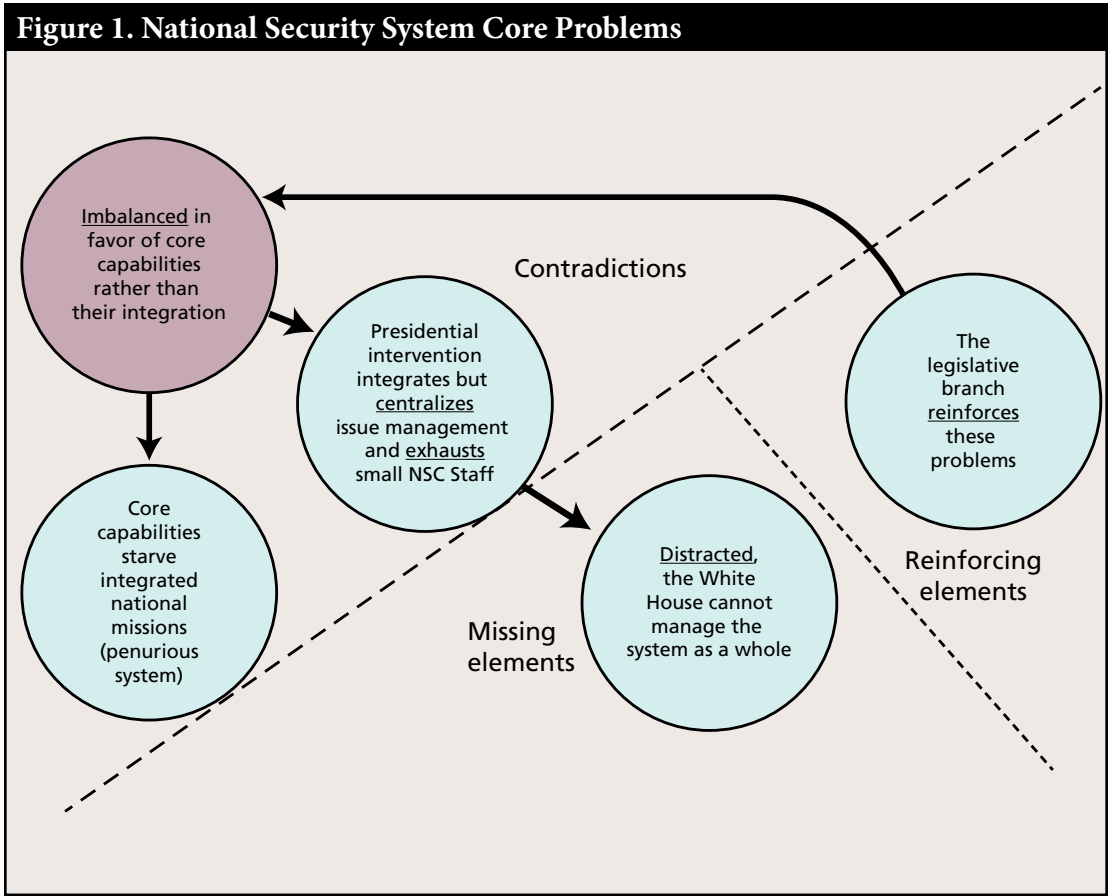 Figure 1. National Security System Core Problems
Imbalanced in
favor of core
capabilities
rather than
their integration
Contradictions
Presidential
intervention
integrates but
centralizes
issue management
and exhausts
small NSC Staff
The
legislative
branch
reinforces
these
problems
Core
capabilities
starve
integrated
national
missions
(penurious
system)
Distracted,
the White
House cannot
manage the
system as a whole
Missing
elements
Reinforcing
elements